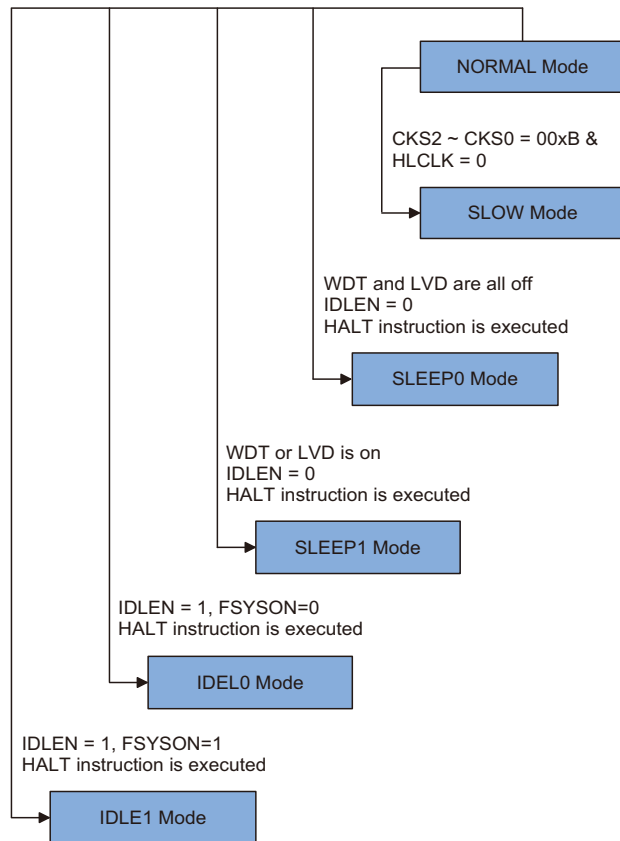 NORMAL Mode
CKS2 ~ CKS0 = 00xB &
HLCLK = 0
SLOW Mode
WDT and LVD are all off
IDLEN = 0
HALT instruction is executed
SLEEP0 Mode
WDT or LVD is on
IDLEN = 0
HALT instruction is executed
SLEEP1 Mode
IDLEN = 1, FSYSON=0
HALT instruction is executed
IDEL0 Mode
IDLEN = 1, FSYSON=1
HALT instruction is executed
IDLE1 Mode